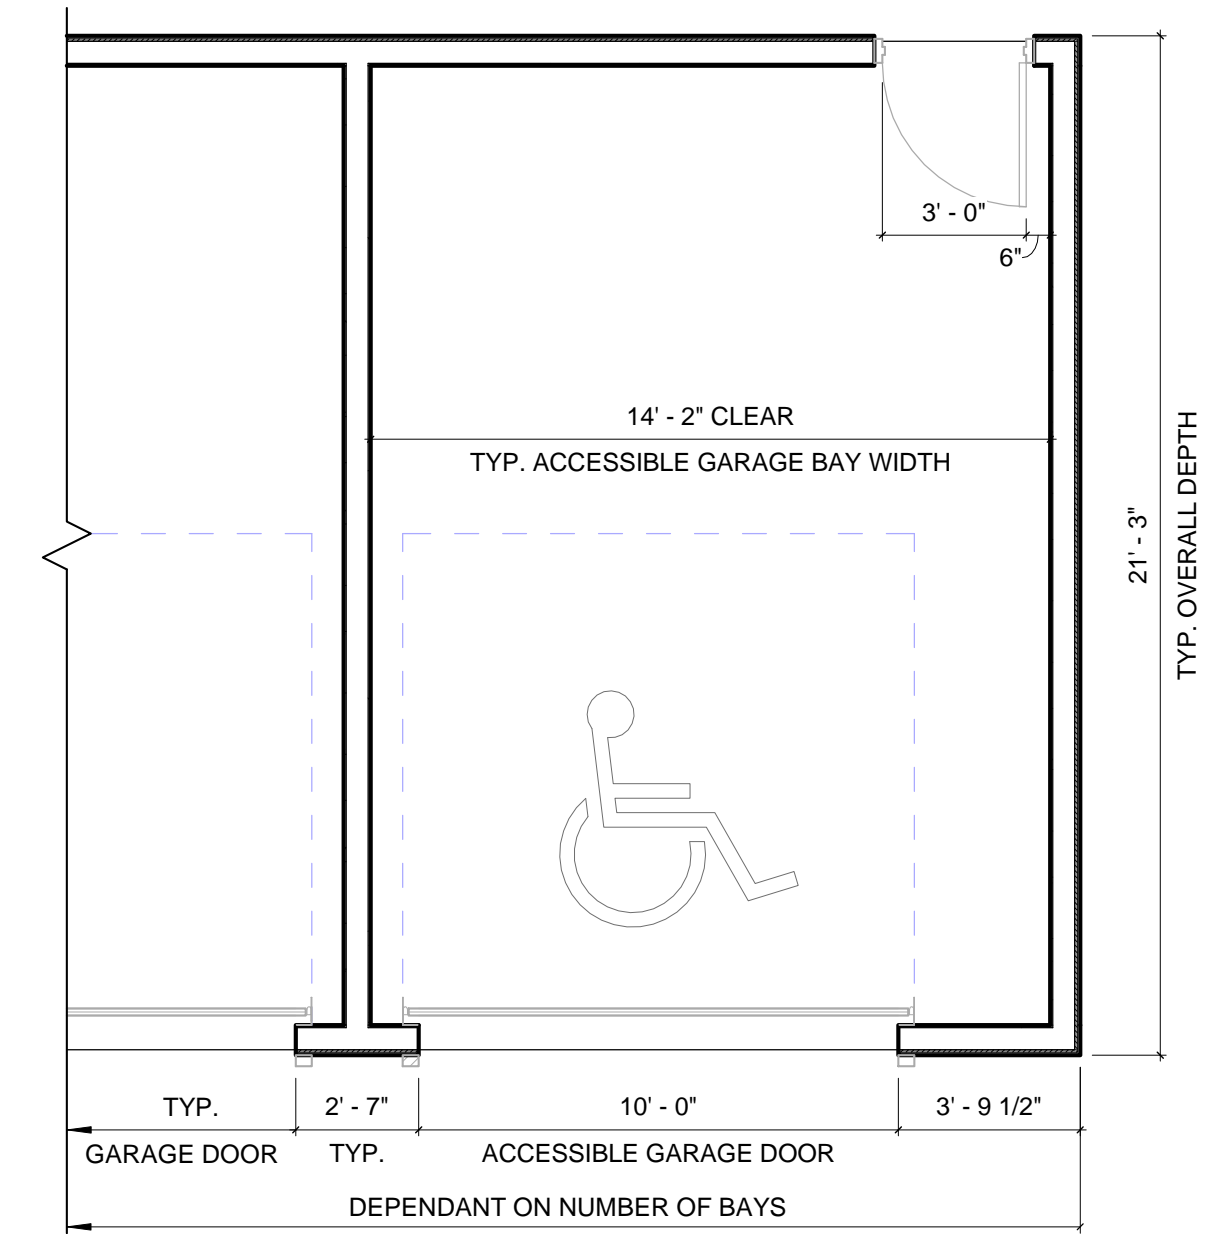 3' - 0"
6"
14' - 2" CLEAR
TYP. ACCESSIBLE GARAGE BAY WIDTH
21' - 3"
TYP. OVERALL DEPTH
TYP.
GARAGE DOOR
2' - 7"
TYP.
10' - 0"
ACCESSIBLE GARAGE DOOR
3' - 9 1/2"
DEPENDANT ON NUMBER OF BAYS